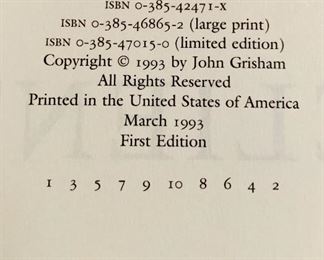 ISBN 0-385-42471-X
ISBN 0-385-46865-2 (large print)
ISBN 0-385-47015-0 (limited edition)
Copyright © 1993 by John Grisham
All Rights Reserved
Printed in the United States of America
March 1993
First Edition
1 3 5 7 9 10 8 6 4 2